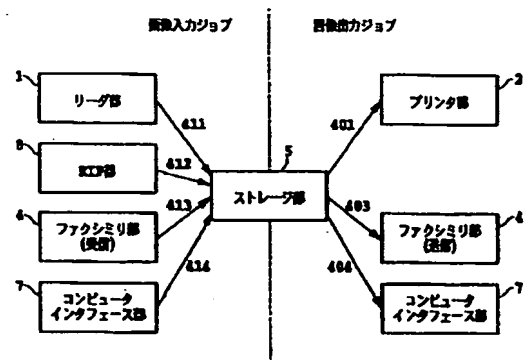 画像入力ジョブ
画像出力ジョブ
1
リーダ部
411
8
RIP部
412
4
ファクシミリ部
(受信)
413
7
コンピュータ
インタフェース部
414
5
ストレージ部
401
2
プリンタ部
403
4
ファクシミリ部
(送信)
404
7
コンピュータ
インタフェース部